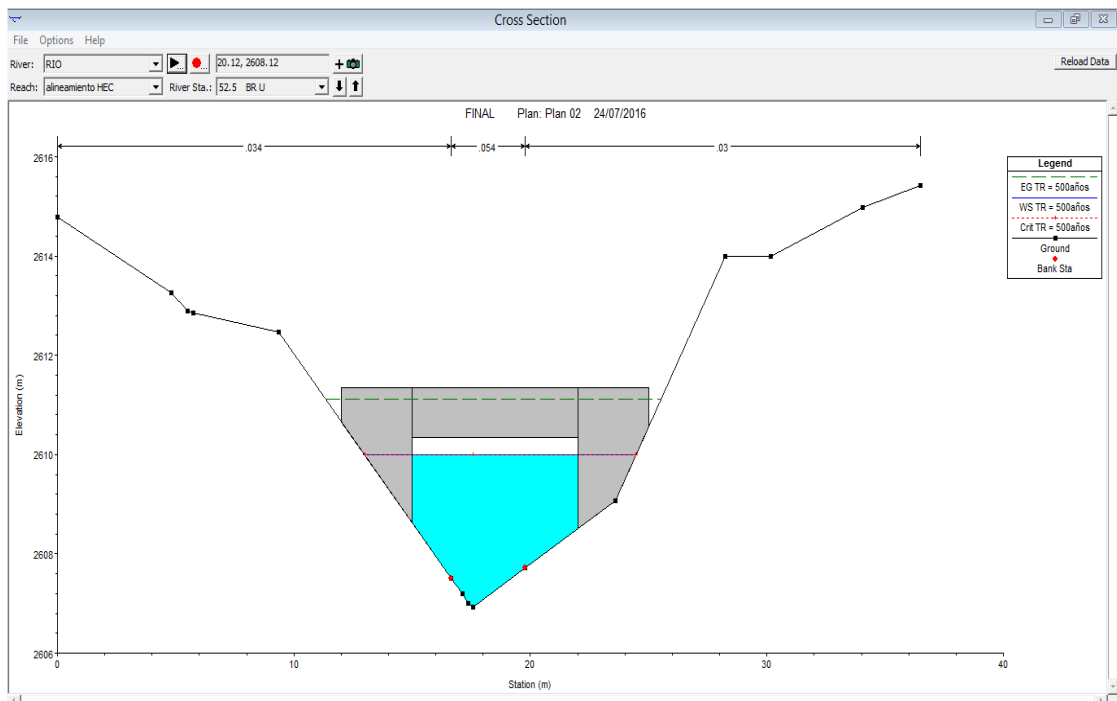 Cross Section
File Options Help
River: RIO 20.12, 2608.12 Reload Data
Reach: alineamiento HEC River Sta.: 52.5 BR U
FINAL Plan: Plan 02 24/07/2016
.034 .054 .03
Legend
EG TR = 500años
WS TR = 500años
Crit TR = 500años
Ground
Bank Sta
Elevation (m)
2616
2614
2612
2610
2608
2606
0 10 20 30 40
Station (m)